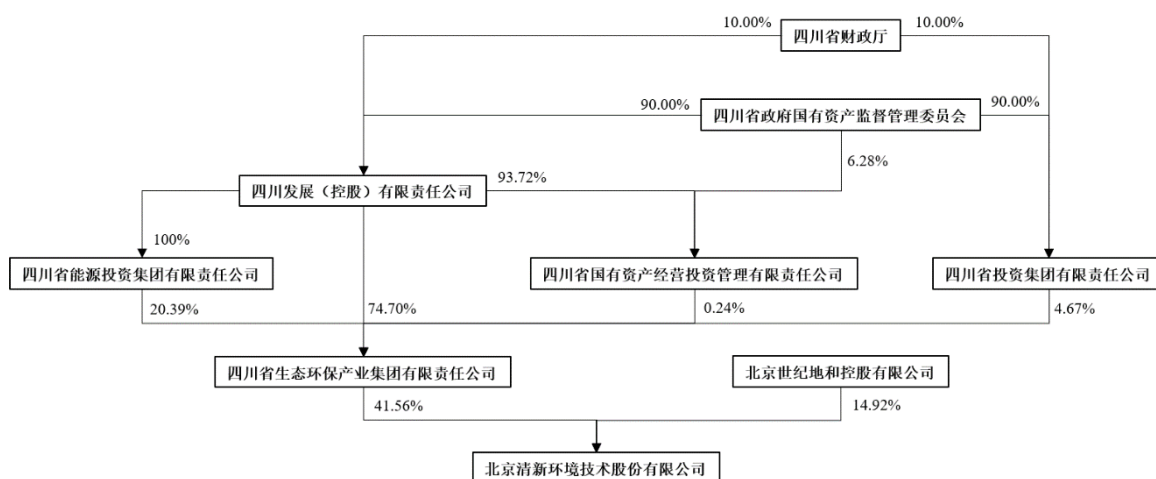 10.00%
四川省财政厅
10.00%
90.00%
四川省政府国有资产监督管理委员会
90.00%
6.28%
四川发展（控股）有限责任公司
93.72%
100%
四川省能源投资集团有限责任公司
四川省国有资产经营投资管理有限责任公司
四川省投资集团有限责任公司
20.39%
74.70%
0.24%
4.67%
四川省生态环保产业集团有限责任公司
北京世纪地和控股有限公司
41.56%
14.92%
北京清新环境技术股份有限公司